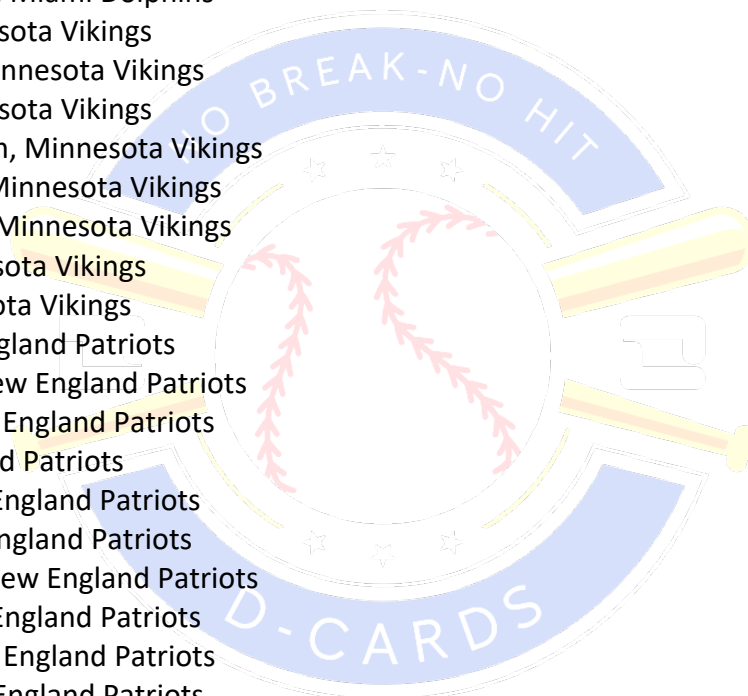 Miami Dolphins
sota Vikings
nnesota Vikings
sota Vikings
n, Minnesota Vikings
Minnesota Vikings
Minnesota Vikings
sota Vikings
ota Vikings
gland Patriots
ew England Patriots
England Patriots
d Patriots
England Patriots
ngland Patriots
ew England Patriots
England Patriots
England Patriots
England Patriots
NO BREAK-NO HIT
D-CARDS